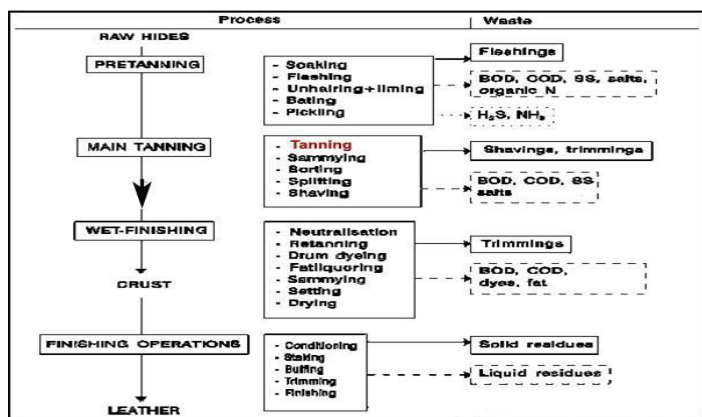 Process Waste
RAW HIDES
PRETANNING
- Soaking
- Fleshing
- Unhairing+liming
- Bating
- Pickling
Fleshings
BOD, COD, SS, salts,
organic N
H₂S, NH₃
MAIN TANNING
- Tanning
- Sammying
- Sorting
- Splitting
- Shaving
Shavings, trimmings
BOD, COD, SS
salts
WET-FINISHING
- Neutralisation
- Retanning
- Drum dyeing
- Fatliquoring
- Sammying
- Setting
- Drying
Trimmings
BOD, COD,
dyes, fat
CRUST
FINISHING OPERATIONS
- Conditioning
- Staking
- Buffing
- Trimming
- Finishing
Solid residues
Liquid residues
LEATHER